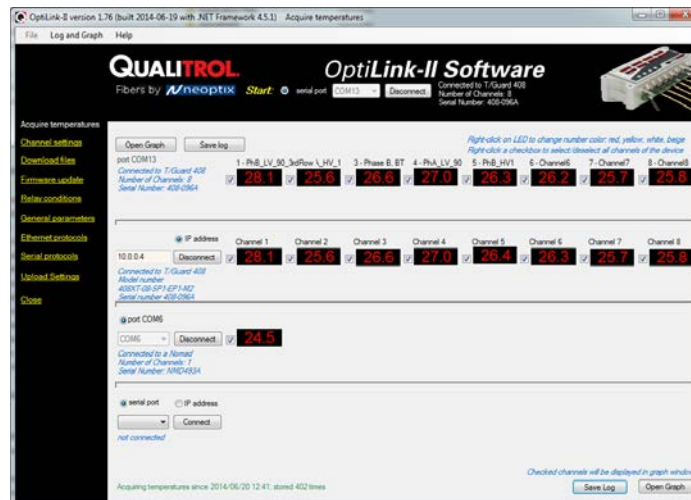 OptiLink-II version 1.76 (built 2014-06-19 with .NET Framework 4.5.1) Acquire temperatures
File Log and Graph Help
QUALITROL.
Fibers by neoptix Start: serial port COM13 Disconnect
OptiLink-II Software
Connected to T/Guard 408
Number of Channels: 8
Serial Number: 408-096A
Acquire temperatures
Channel settings
Download files
Firmware update
Relay conditions
General parameters
Ethernet protocols
Serial protocols
Upload Settings
Close
Open Graph Save log
Right-click on LED to change number color: red, yellow, white, beige
Right-click a checkbox to select/deselect all channels of the device
port COM13
Connected to T/Guard 408
Number of Channels: 8
Serial Number: 408-096A
1 - PhB_LV_90_3rdRow \_HV_1 3 - Phase B, BT 4 - PhA_LV_90 5 - PhB_HV1 6 - Channel6 7 - Channel7 8 - Channel8
28.1 25.6 26.6 27.0 26.3 26.2 25.7 25.8
IP address
Channel 1 Channel 2 Channel 3 Channel 4 Channel 5 Channel 6 Channel 7 Channel 8
10.0.0.4 Disconnect 28.1 25.6 26.6 27.0 26.4 26.3 25.7 25.8
Connected to T/Guard 408
Model number
408XT-08-SP1-EP1-M2
Serial number 408-096A
port COM6
COM6 Disconnect 24.5
Connected to a Nomad
Number of Channels: 1
Serial Number: NMD493A
serial port IP address
Connect
not connected
Checked channels will be displayed in graph window
Acquiring temperatures since 2014/06/20 12:41; stored 402 times
Save Log Open Graph